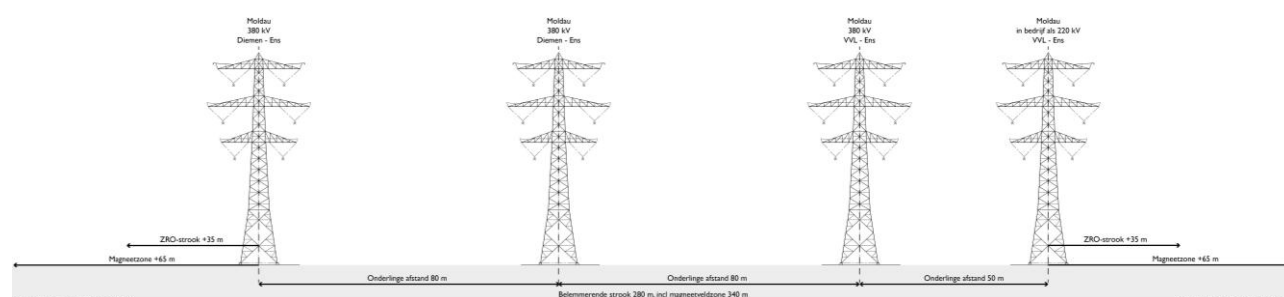 Moldau
380 kV
Diemen - Ens
Moldau
380 kV
Diemen - Ens
Moldau
380 kV
VVL - Ens
Moldau
in bedrijf als 220 kV
VVL - Ens
ZRO-strook +35 m
Magneetzone +65 m
ZRO-strook +35 m
Magneetzone +65 m
Onderlinge afstand 80 m
Onderlinge afstand 80 m
Onderlinge afstand 50 m
Belemmerende strook 280 m, incl magneetveldzone 340 m